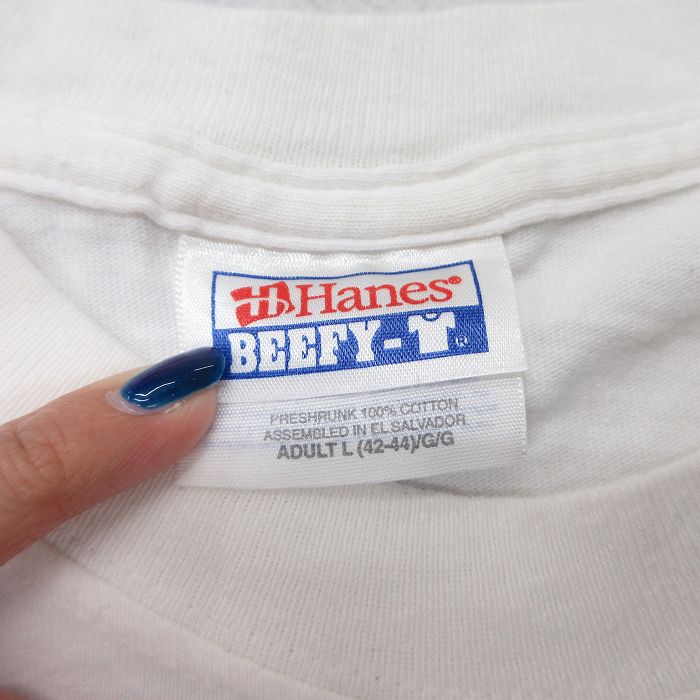 Hanes®
BEEFY-T®
PRESHRUNK 100% COTTON
ASSEMBLED IN EL SALVADOR
ADULT L (42-44)/G/G